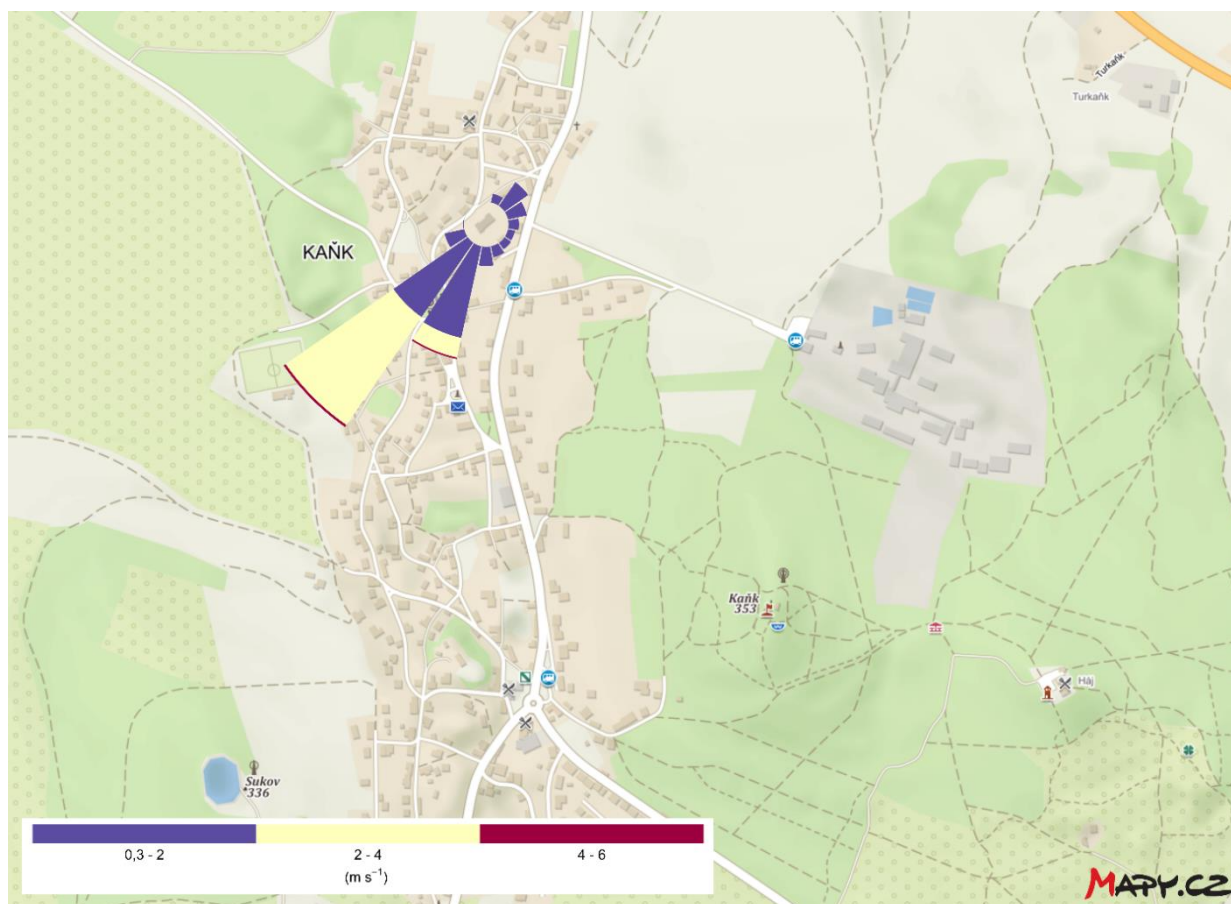 Turkaňk
Turkaňk
KAŇK
Kaňk
353
Háj
Sukov
336
0,3 - 2
2 - 4
4 - 6
(m s⁻¹)
MAPY.CZ